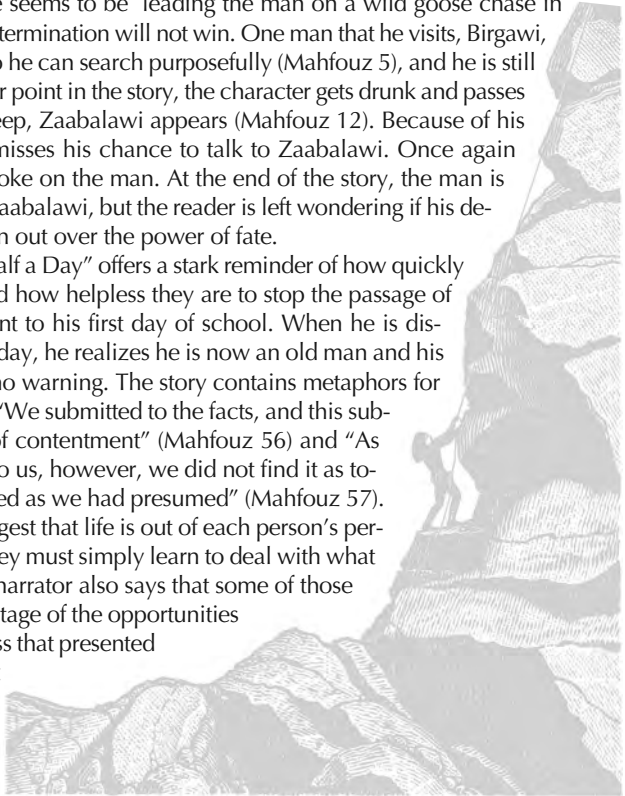 e seems to be leading the man on a wild goose chase in
termination will not win. One man that he visits, Birgawi,
o he can search purposefully (Mahfouz 5), and he is still
r point in the story, the character gets drunk and passes
eep, Zaabalawi appears (Mahfouz 12). Because of his
misses his chance to talk to Zaabalawi. Once again
oke on the man. At the end of the story, the man is
aabalawi, but the reader is left wondering if his de-
n out over the power of fate.
alf a Day” offers a stark reminder of how quickly
d how helpless they are to stop the passage of
nt to his first day of school. When he is dis-
day, he realizes he is now an old man and his
no warning. The story contains metaphors for
“We submitted to the facts, and this sub-
of contentment” (Mahfouz 56) and “As
o us, however, we did not find it as to-
ed as we had presumed” (Mahfouz 57).
gest that life is out of each person’s per-
ey must simply learn to deal with what
narrator also says that some of those
tage of the opportunities
ss that presented